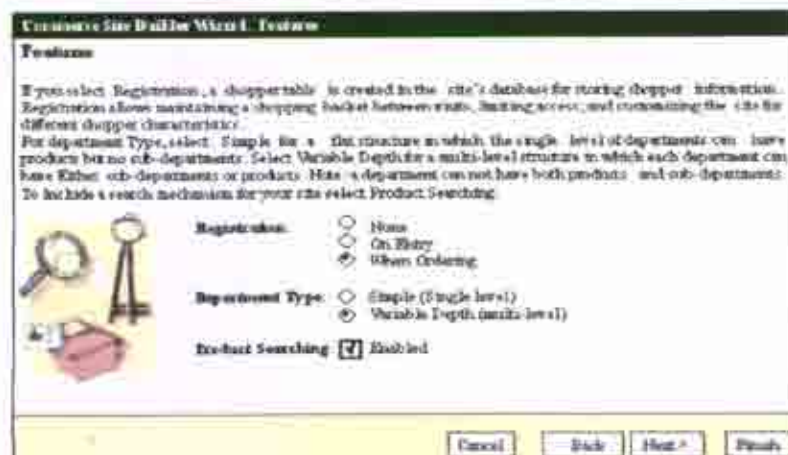 Commerce Site Builder Wizard. Features
Features
If you select Registration, a shopper table is created in the site's database for storing shopper information.
Registration allows maintaining a shopping basket between visits, limiting access, and customizing the site for
different shopper characteristics.
For department Type, select Simple for a flat structure in which the single level of departments can have
products but no sub-departments. Select Variable Depth for a multi-level structure in which each department can
have Either sub-departments or products. Note a department can not have both products and sub-departments.
To Include a search mechanism for your site select Product Searching.
Registration: None
On Entry
When Ordering
Department Type: Simple (Single level)
Variable Depth (multi-level)
Product Searching Enabled
Cancel Back Next > Finish